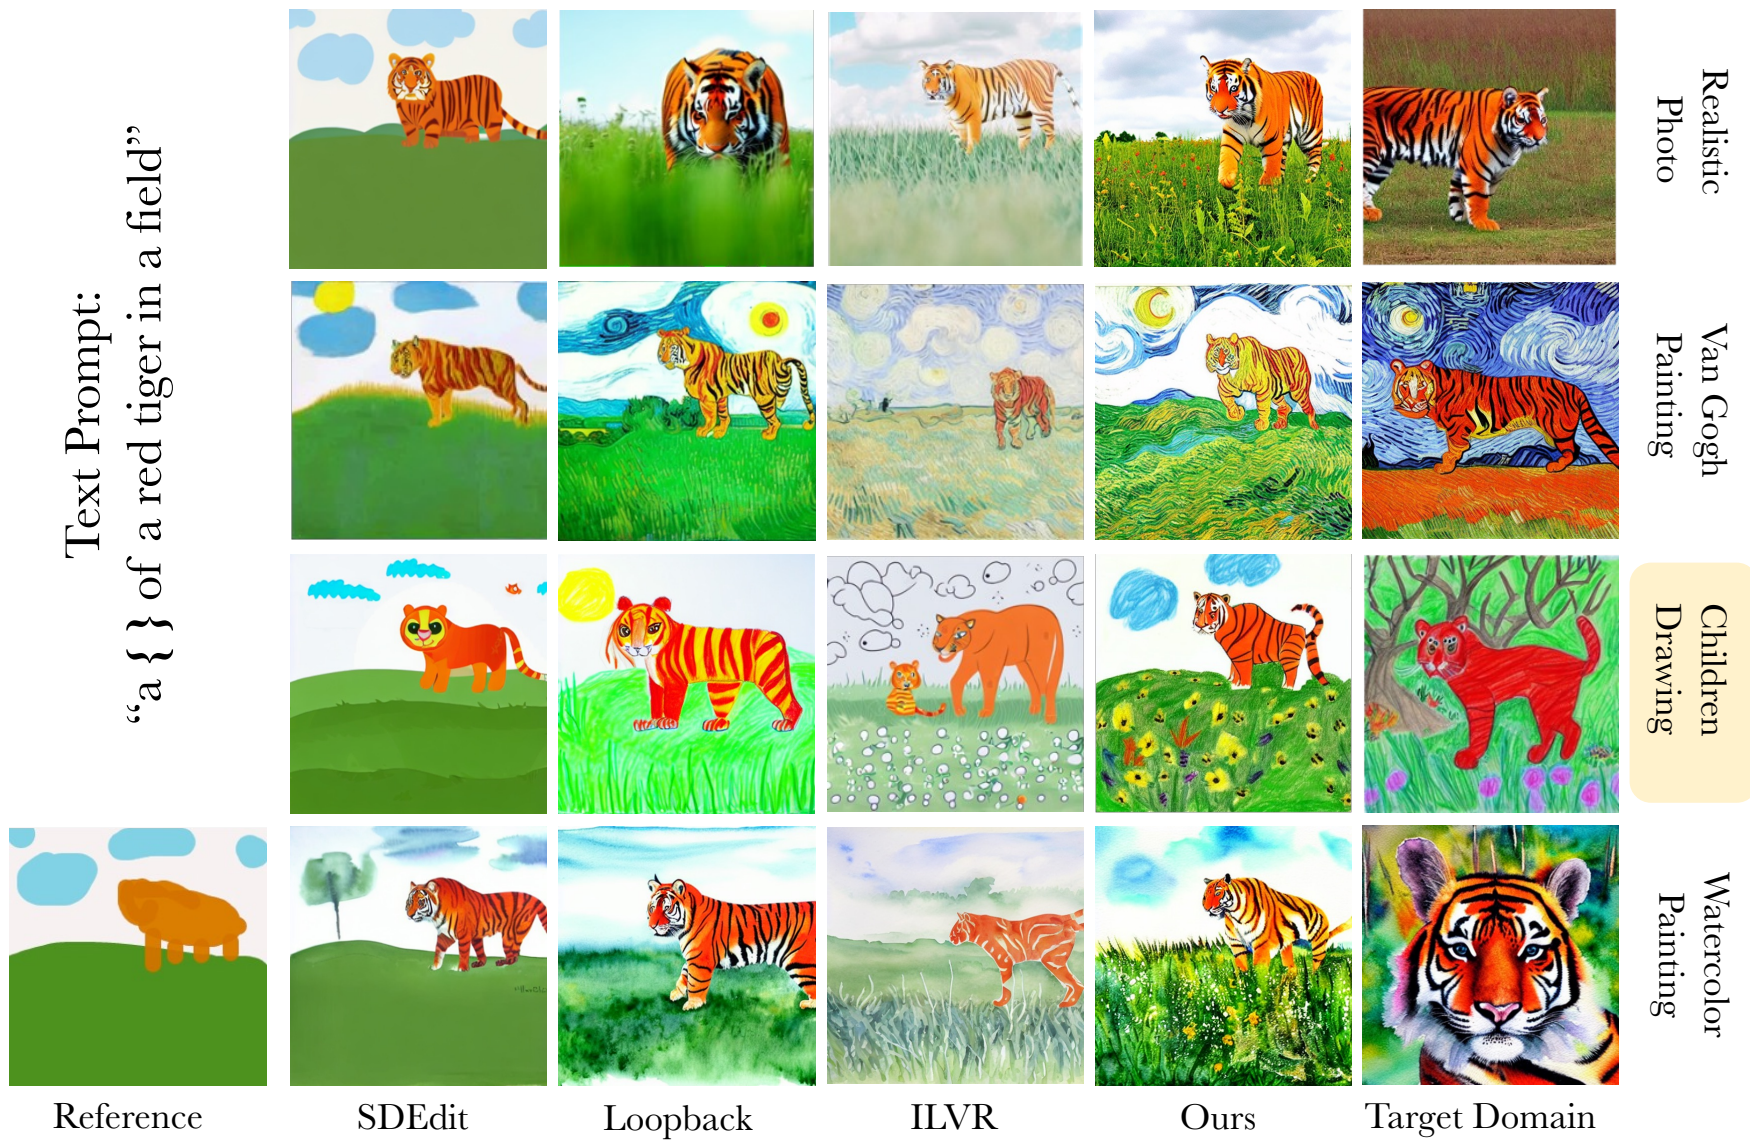 Text Prompt:
“a { } of a red tiger in a field”
Realistic
Photo
Van Gogh
Painting
Children
Drawing
Watercolor
Painting
Reference
SDEdit
Loopback
ILVR
Ours
Target Domain